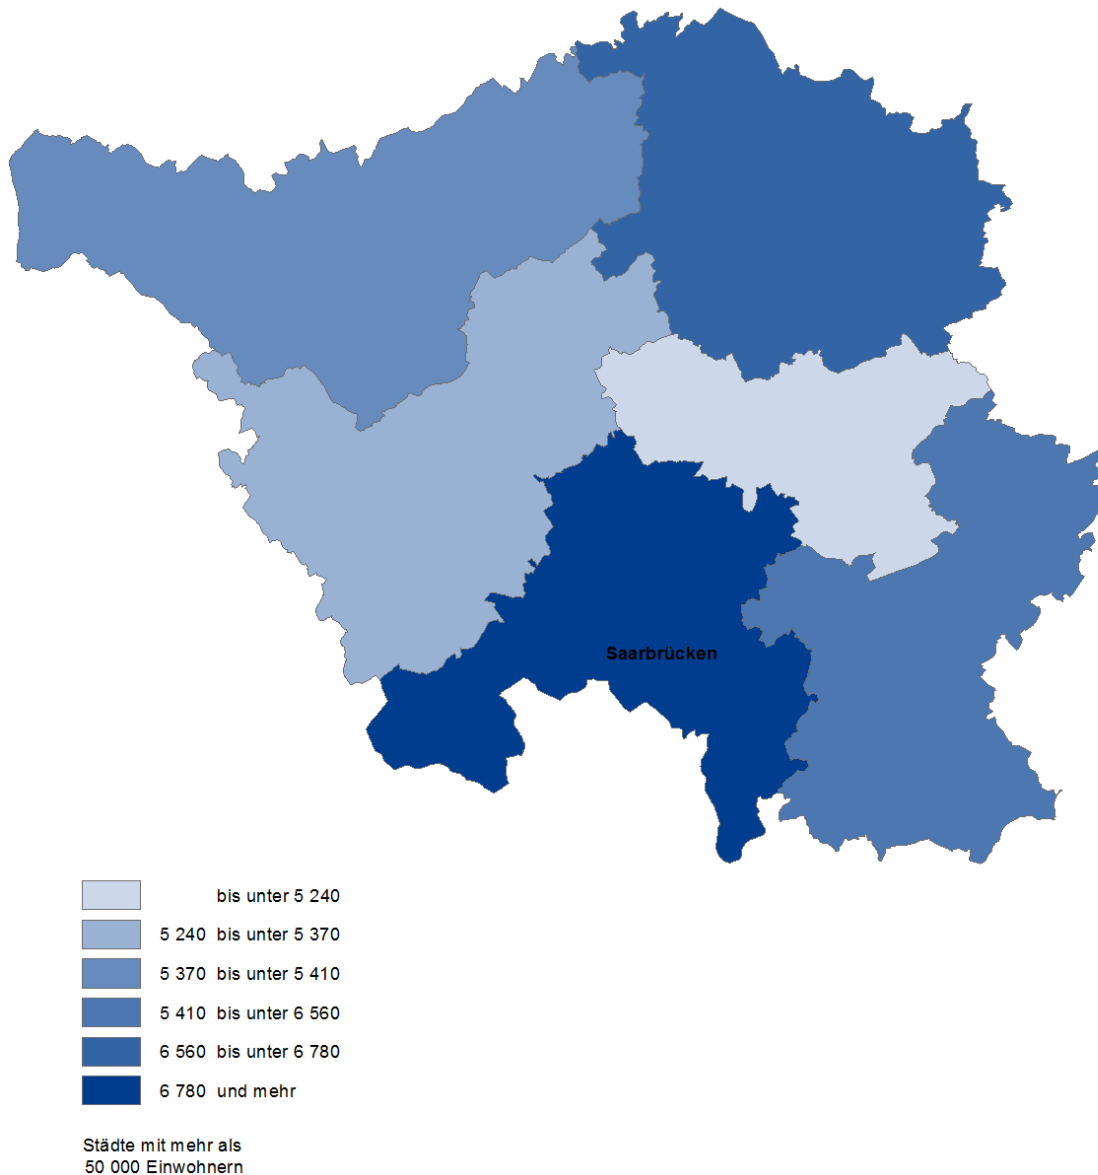 Saarbrücken
bis unter 5 240
5 240 bis unter 5 370
5 370 bis unter 5 410
5 410 bis unter 6 560
6 560 bis unter 6 780
6 780 und mehr
Städte mit mehr als
50 000 Einwohnern